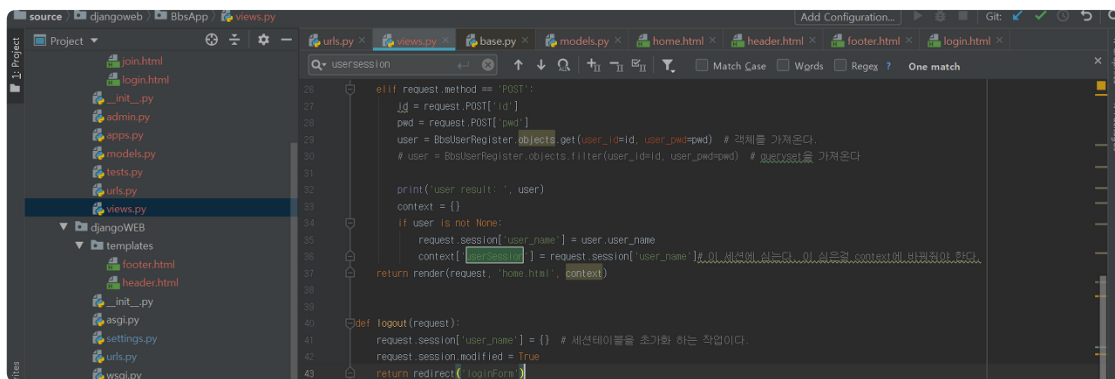 source djangoweb BbsApp views.py Add Configuration... Git:
1: Project
Project
urls.py views.py base.py models.py home.html header.html footer.html login.html
usersession Match Case Words Regex ? One match
join.html
login.html
__init__.py
admin.py
apps.py
models.py
tests.py
urls.py
views.py
djangoWEB
templates
footer.html
header.html
__init__.py
asgi.py
settings.py
urls.py
wsgi.py
26 elif request.method == 'POST':
27 id = request.POST['id']
28 pwd = request.POST['pwd']
29 user = BbsUserRegister.objects.get(user_id=id, user_pwd=pwd) # 객체를 가져온다.
30 # user = BbsUserRegister.objects.filter(user_id=id, user_pwd=pwd) # queryset을 가져온다
31
32 print('user result: ', user)
33 context = {}
34 if user is not None:
35 request.session['user_name'] = user.user_name
36 context['userSession'] = request.session['user_name']# 이 세션에 심는다. 이 심은걸 context에 바꿔줘야 한다.
37 return render(request, 'home.html', context)
38
39
40 def logout(request):
41 request.session['user_name'] = {} # 세션테이블을 초기화 하는 작업이다.
42 request.session.modified = True
43 return redirect('loginForm')